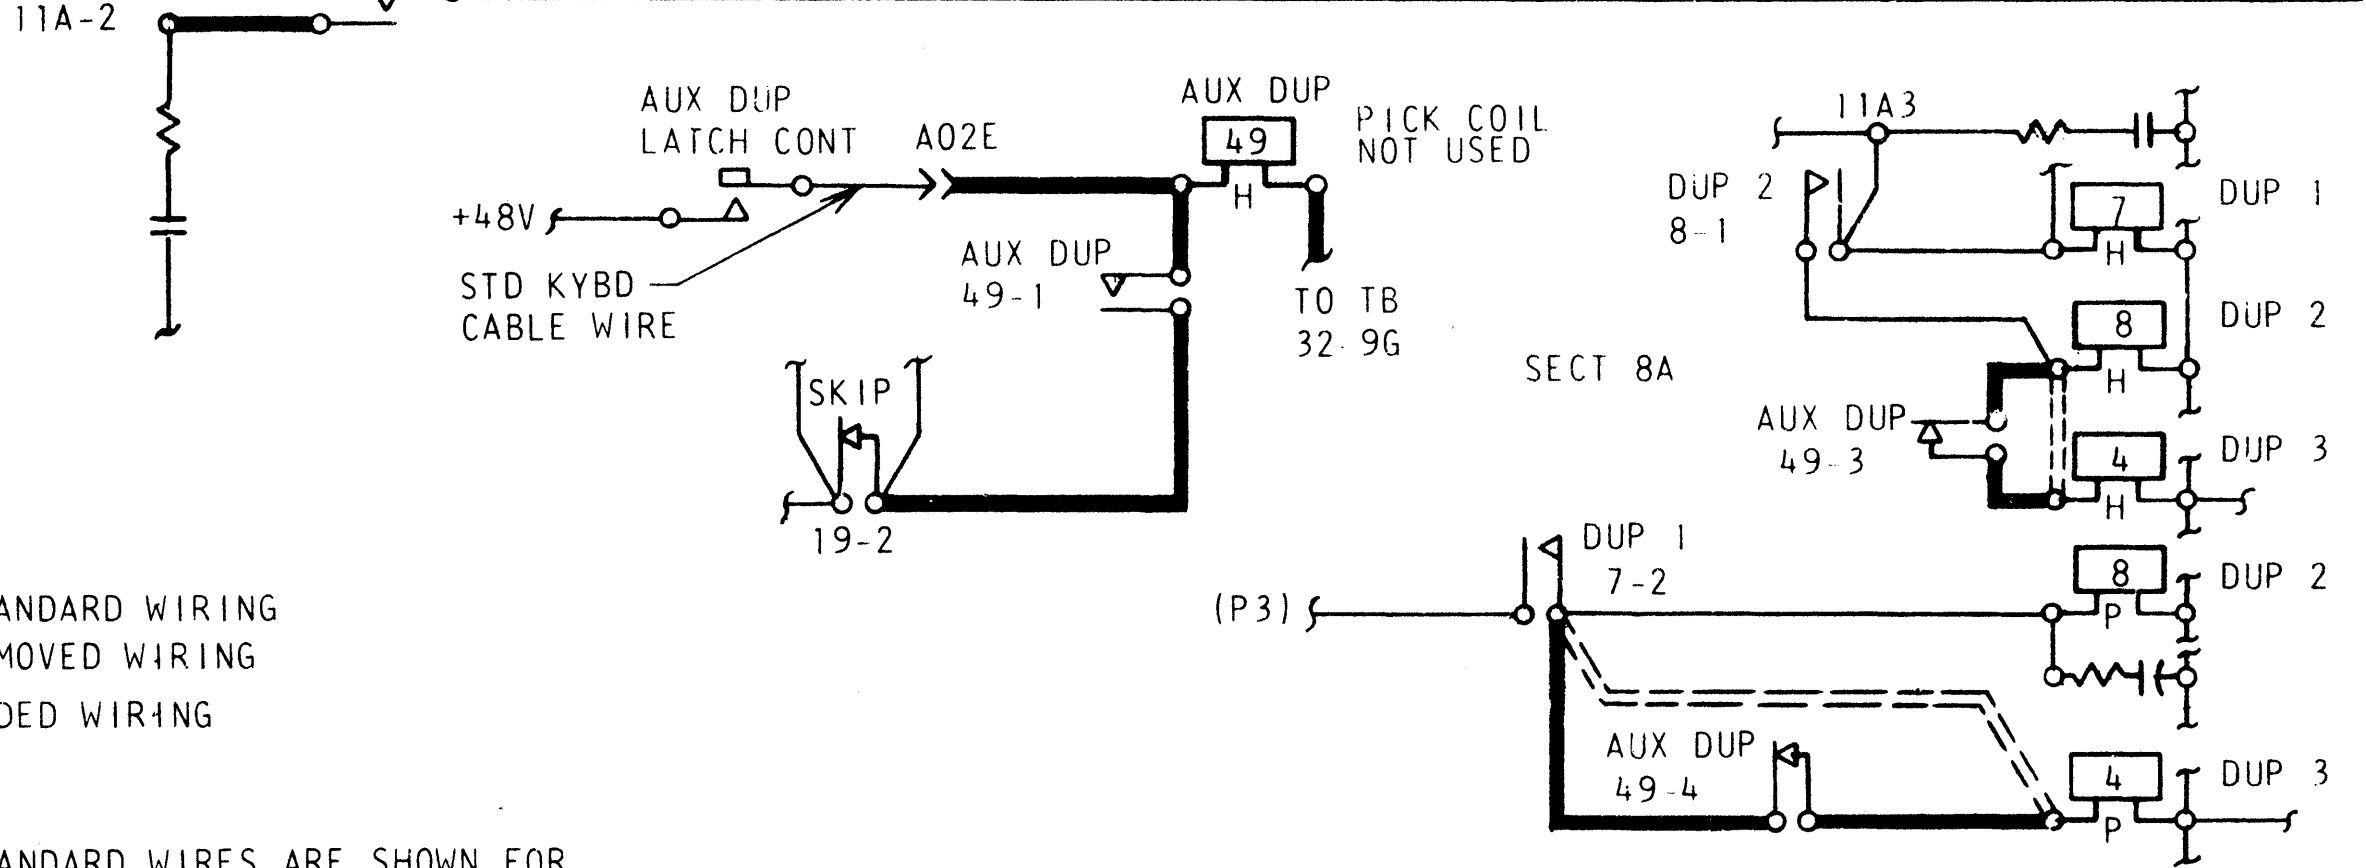 11A-2
AUX DUP
LATCH CONT
A02E
+48V
STD KYBD
CABLE WIRE
AUX DUP
49
H
PICK COIL
NOT USED
AUX DUP
49-1
TO TB
32-9G
SKIP
19-2
SECT 8A
11A3
DUP 2
8-1
7
H
DUP 1
8
H
DUP 2
AUX DUP
49-3
4
H
DUP 3
(P3)
DUP 1
7-2
8
P
DUP 2
AUX DUP
49-4
4
P
DUP 3
ANDARD WIRING
MOVED WIRING
DED WIRING
ANDARD WIRES ARE SHOWN FOR